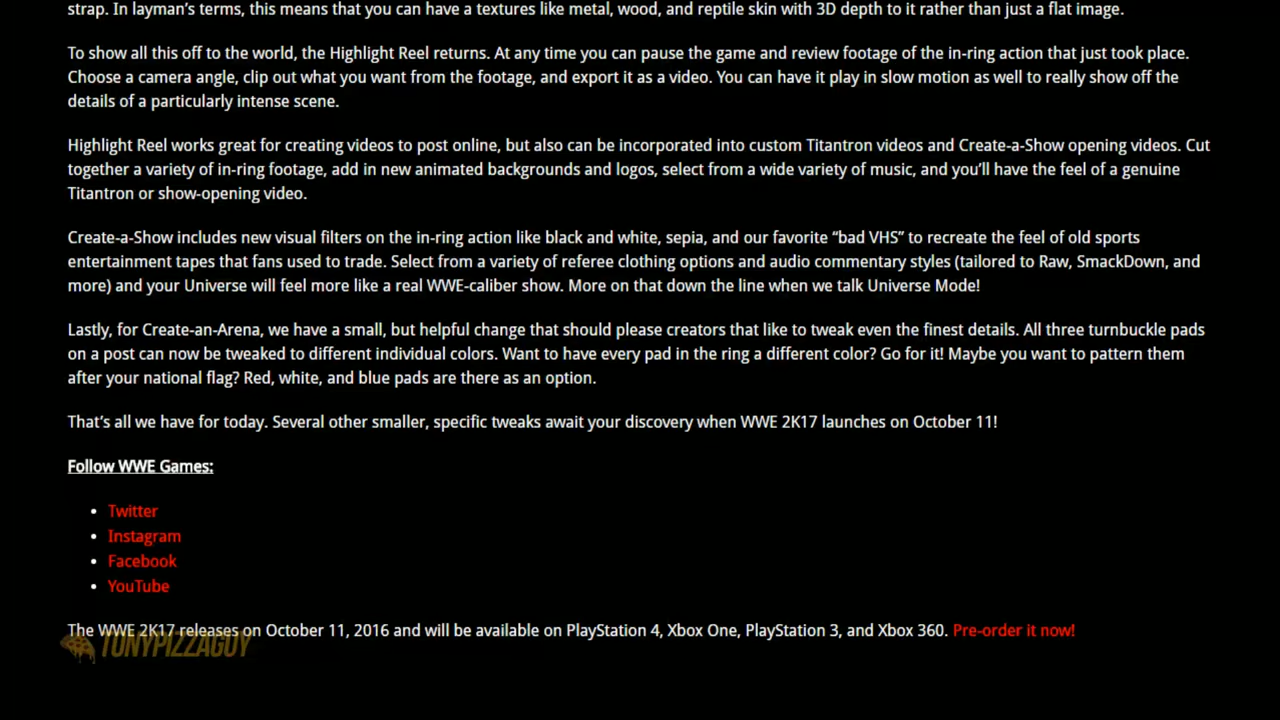 strap. In layman’s terms, this means that you can have a textures like metal, wood, and reptile skin with 3D depth to it rather than just a flat image.
To show all this off to the world, the Highlight Reel returns. At any time you can pause the game and review footage of the in-ring action that just took place.
Choose a camera angle, clip out what you want from the footage, and export it as a video. You can have it play in slow motion as well to really show off the
details of a particularly intense scene.
Highlight Reel works great for creating videos to post online, but also can be incorporated into custom Titantron videos and Create-a-Show opening videos. Cut
together a variety of in-ring footage, add in new animated backgrounds and logos, select from a wide variety of music, and you’ll have the feel of a genuine
Titantron or show-opening video.
Create-a-Show includes new visual filters on the in-ring action like black and white, sepia, and our favorite “bad VHS” to recreate the feel of old sports
entertainment tapes that fans used to trade. Select from a variety of referee clothing options and audio commentary styles (tailored to Raw, SmackDown, and
more) and your Universe will feel more like a real WWE-caliber show. More on that down the line when we talk Universe Mode!
Lastly, for Create-an-Arena, we have a small, but helpful change that should please creators that like to tweak even the finest details. All three turnbuckle pads
on a post can now be tweaked to different individual colors. Want to have every pad in the ring a different color? Go for it! Maybe you want to pattern them
after your national flag? Red, white, and blue pads are there as an option.
That’s all we have for today. Several other smaller, specific tweaks await your discovery when WWE 2K17 launches on October 11!
Follow WWE Games:
• Twitter
• Instagram
• Facebook
• YouTube
The WWE 2K17 releases on October 11, 2016 and will be available on PlayStation 4, Xbox One, PlayStation 3, and Xbox 360. Pre-order it now!
TONYPIZZAGUY